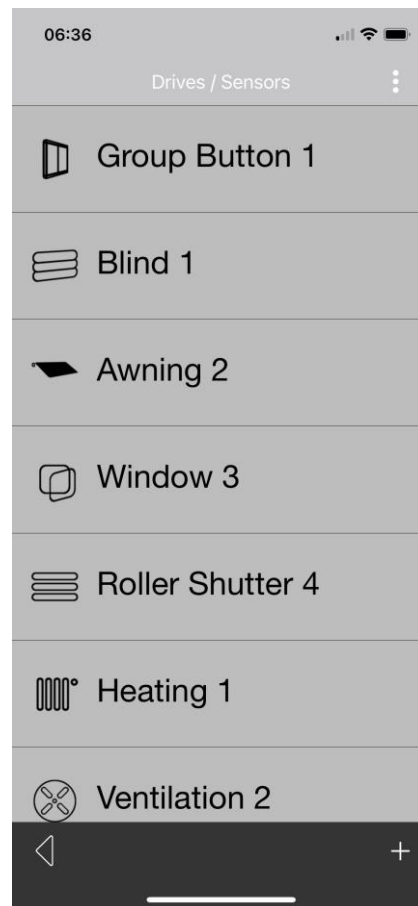 06:36
Drives / Sensors
Group Button 1
Blind 1
Awning 2
Window 3
Roller Shutter 4
Heating 1
Ventilation 2